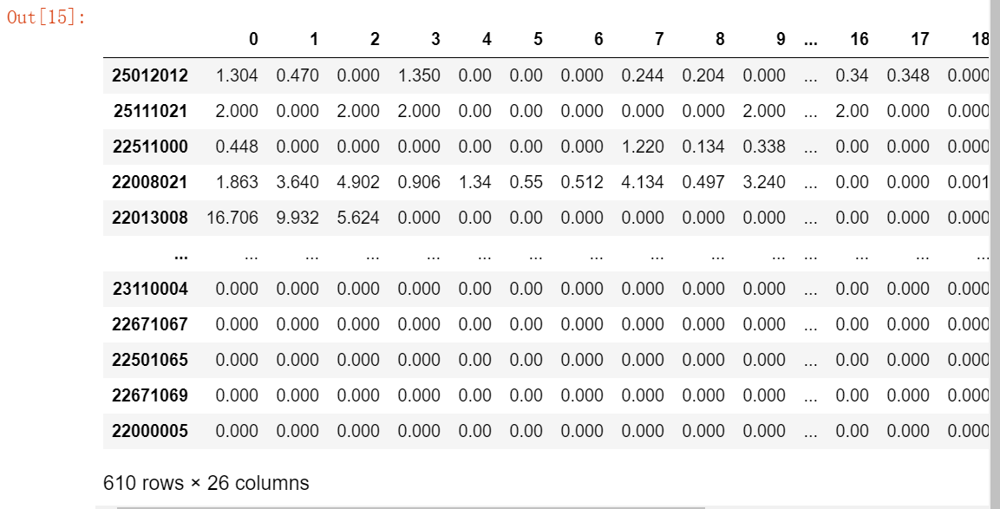 Out[15]:
0 1 2 3 4 5 6 7 8 9 ... 16 17 18
25012012 1.304 0.470 0.000 1.350 0.00 0.00 0.000 0.244 0.204 0.000 ... 0.34 0.348 0.000
25111021 2.000 0.000 2.000 2.000 0.00 0.00 0.000 0.000 0.000 2.000 ... 2.00 0.000 0.000
22511000 0.448 0.000 0.000 0.000 0.00 0.00 0.000 1.220 0.134 0.338 ... 0.00 0.000 0.000
22008021 1.863 3.640 4.902 0.906 1.34 0.55 0.512 4.134 0.497 3.240 ... 0.00 0.000 0.001
22013008 16.706 9.932 5.624 0.000 0.00 0.00 0.000 0.000 0.000 0.000 ... 0.00 0.000 0.000
... ... ... ... ... ... ... ... ... ... ... ... ... ... ...
23110004 0.000 0.000 0.000 0.000 0.00 0.00 0.000 0.000 0.000 0.000 ... 0.00 0.000 0.000
22671067 0.000 0.000 0.000 0.000 0.00 0.00 0.000 0.000 0.000 0.000 ... 0.00 0.000 0.000
22501065 0.000 0.000 0.000 0.000 0.00 0.00 0.000 0.000 0.000 0.000 ... 0.00 0.000 0.000
22671069 0.000 0.000 0.000 0.000 0.00 0.00 0.000 0.000 0.000 0.000 ... 0.00 0.000 0.000
22000005 0.000 0.000 0.000 0.000 0.00 0.00 0.000 0.000 0.000 0.000 ... 0.00 0.000 0.000
610 rows × 26 columns